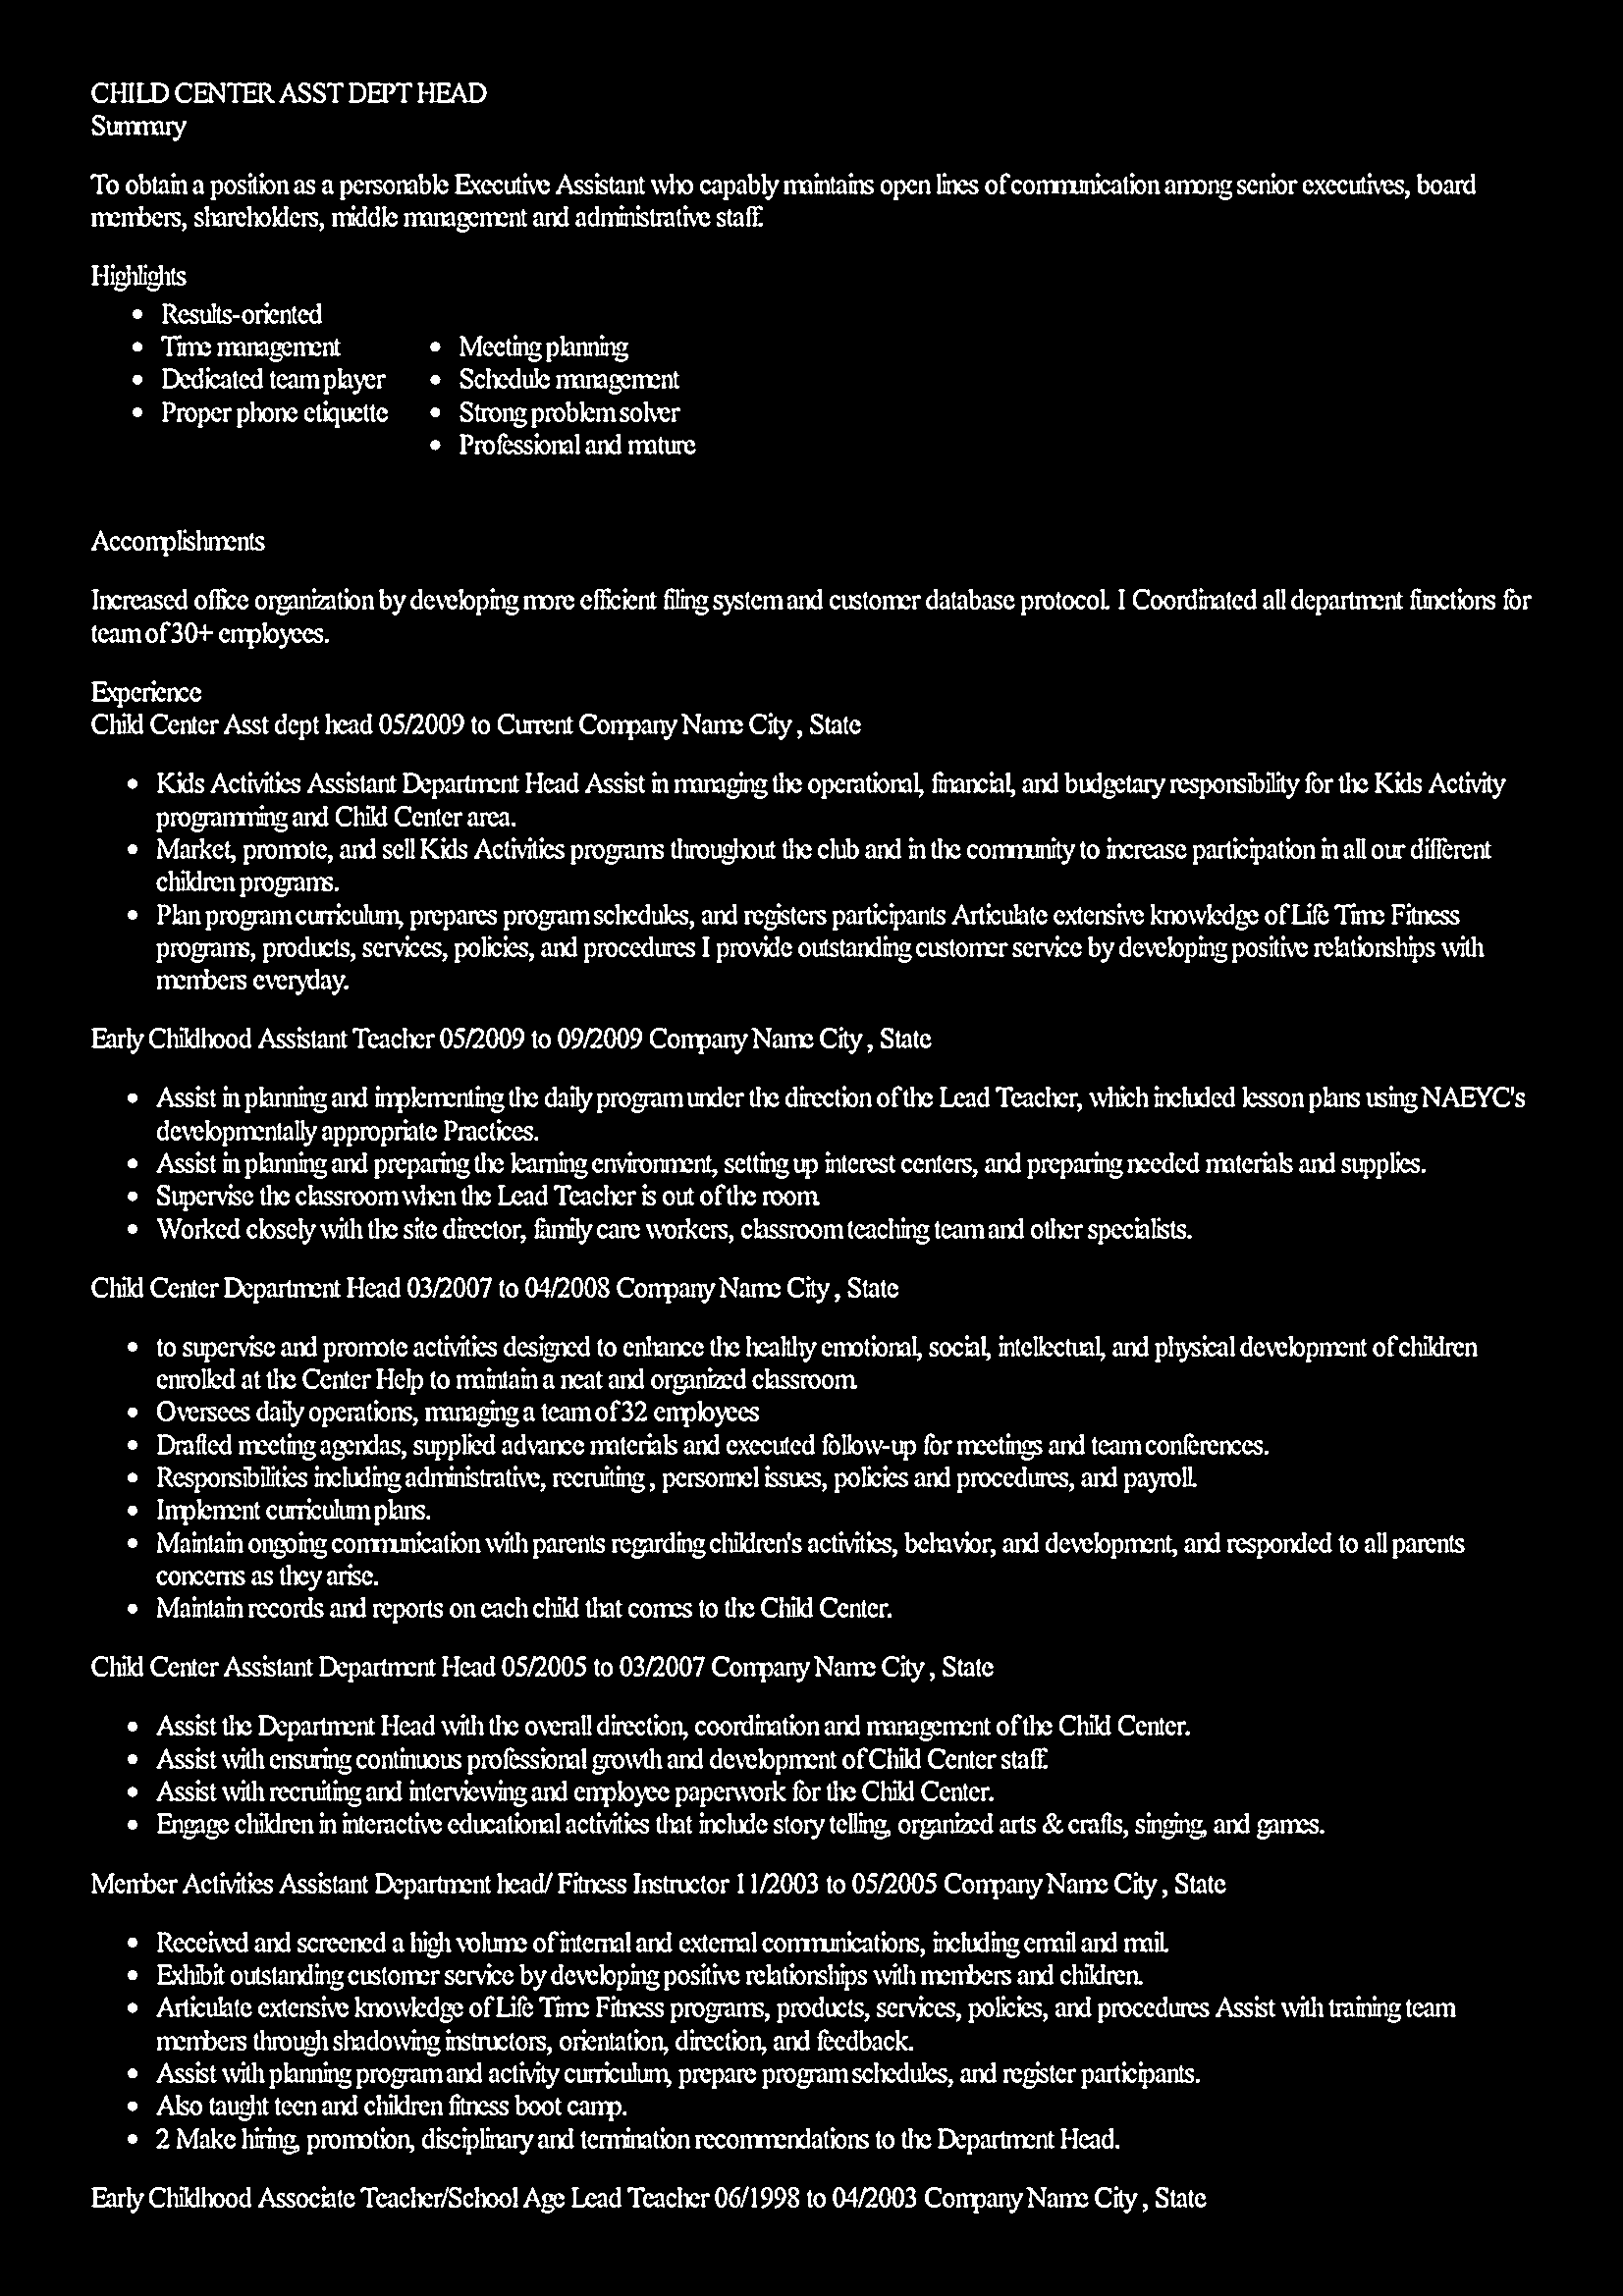 CHILD CENTER ASST DEPT HEAD
Summary
To obtain a position as a personable Executive Assistant who capably maintains open lines of communication among senior executives, board
members, shareholders, middle management and administrative staff.
Highlights
• Results-oriented
• Time management
• Dedicated team player
• Proper phone etiquette
• Meeting planning
• Schedule management
• Strong problem solver
• Professional and mature
Accomplishments
Increased office organization by developing more efficient filing system and customer database protocol. I Coordinated all department functions for
team of 30+ employees.
Experience
Child Center Asst dept head 05/2009 to Current Company Name City , State
• Kids Activities Assistant Department Head Assist in managing the operational, financial, and budgetary responsibility for the Kids Activity
programming and Child Center area.
• Market, promote, and sell Kids Activities programs throughout the club and in the community to increase participation in all our different
children programs.
• Plan program curriculum, prepares program schedules, and registers participants Articulate extensive knowledge of Life Time Fitness
programs, products, services, policies, and procedures I provide outstanding customer service by developing positive relationships with
members everyday.
Early Childhood Assistant Teacher 05/2009 to 09/2009 Company Name City , State
• Assist in planning and implementing the daily program under the direction of the Lead Teacher, which included lesson plans using NAEYC's
developmentally appropriate Practices.
• Assist in planning and preparing the learning environment, setting up interest centers, and preparing needed materials and supplies.
• Supervise the classroom when the Lead Teacher is out of the room.
• Worked closely with the site director, family care workers, classroom teaching team and other specialists.
Child Center Department Head 03/2007 to 04/2008 Company Name City , State
• to supervise and promote activities designed to enhance the healthy emotional, social, intellectual, and physical development of children
enrolled at the Center Help to maintain a neat and organized classroom.
• Oversees daily operations, managing a team of 32 employees
• Drafted meeting agendas, supplied advance materials and executed follow-up for meetings and team conferences.
• Responsibilities including administrative, recruiting , personnel issues, policies and procedures, and payroll.
• Implement curriculum plans.
• Maintain ongoing communication with parents regarding children's activities, behavior, and development, and responded to all parents
concerns as they arise.
• Maintain records and reports on each child that comes to the Child Center.
Child Center Assistant Department Head 05/2005 to 03/2007 Company Name City , State
• Assist the Department Head with the overall direction, coordination and management of the Child Center.
• Assist with ensuring continuous professional growth and development of Child Center staff.
• Assist with recruiting and interviewing and employee paperwork for the Child Center.
• Engage children in interactive educational activities that include story telling, organized arts & crafts, singing, and games.
Member Activities Assistant Department head/ Fitness Instructor 11/2003 to 05/2005 Company Name City , State
• Received and screened a high volume of internal and external communications, including email and mail.
• Exhibit outstanding customer service by developing positive relationships with members and children.
• Articulate extensive knowledge of Life Time Fitness programs, products, services, policies, and procedures Assist with training team
members through shadowing instructors, orientation, direction, and feedback.
• Assist with planning program and activity curriculum, prepare program schedules, and register participants.
• Also taught teen and children fitness boot camp.
• 2 Make hiring, promotion, disciplinary and termination recommendations to the Department Head.
Early Childhood Associate Teacher/School Age Lead Teacher 06/1998 to 04/2003 Company Name City , State